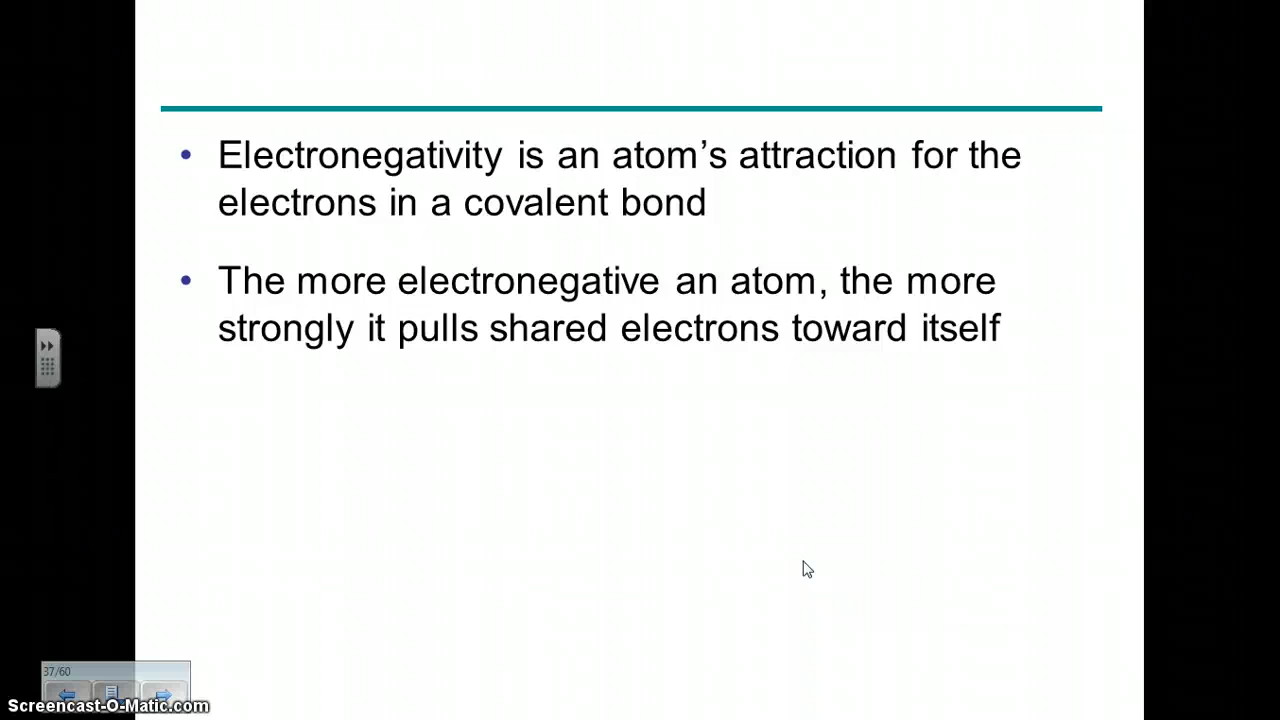 • Electronegativity is an atom’s attraction for the
electrons in a covalent bond
• The more electronegative an atom, the more
strongly it pulls shared electrons toward itself
37/60
Screencast-O-Matic.com